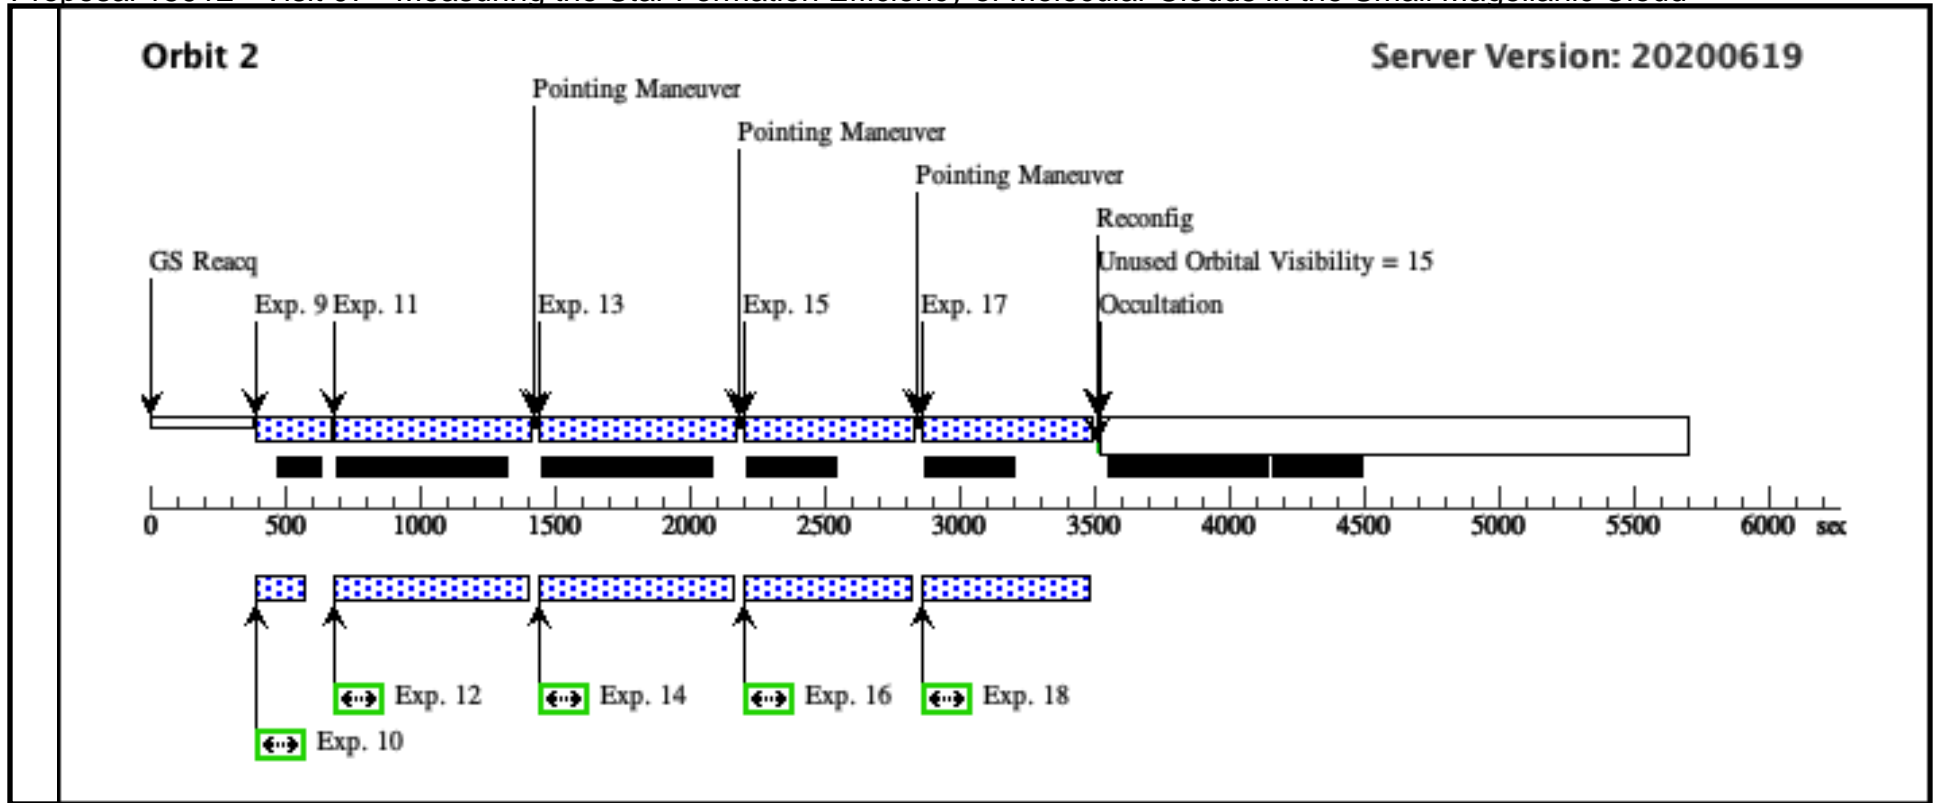 Orbit 2
Server Version: 20200619
Pointing Maneuver
Pointing Maneuver
Pointing Maneuver
Reconfig
GS Reacq
Unused Orbital Visibility = 15
Exp. 9 Exp. 11 Exp. 13 Exp. 15 Exp. 17 Occultation
0 500 1000 1500 2000 2500 3000 3500 4000 4500 5000 5500 6000 sec
Exp. 12 Exp. 14 Exp. 16 Exp. 18
Exp. 10